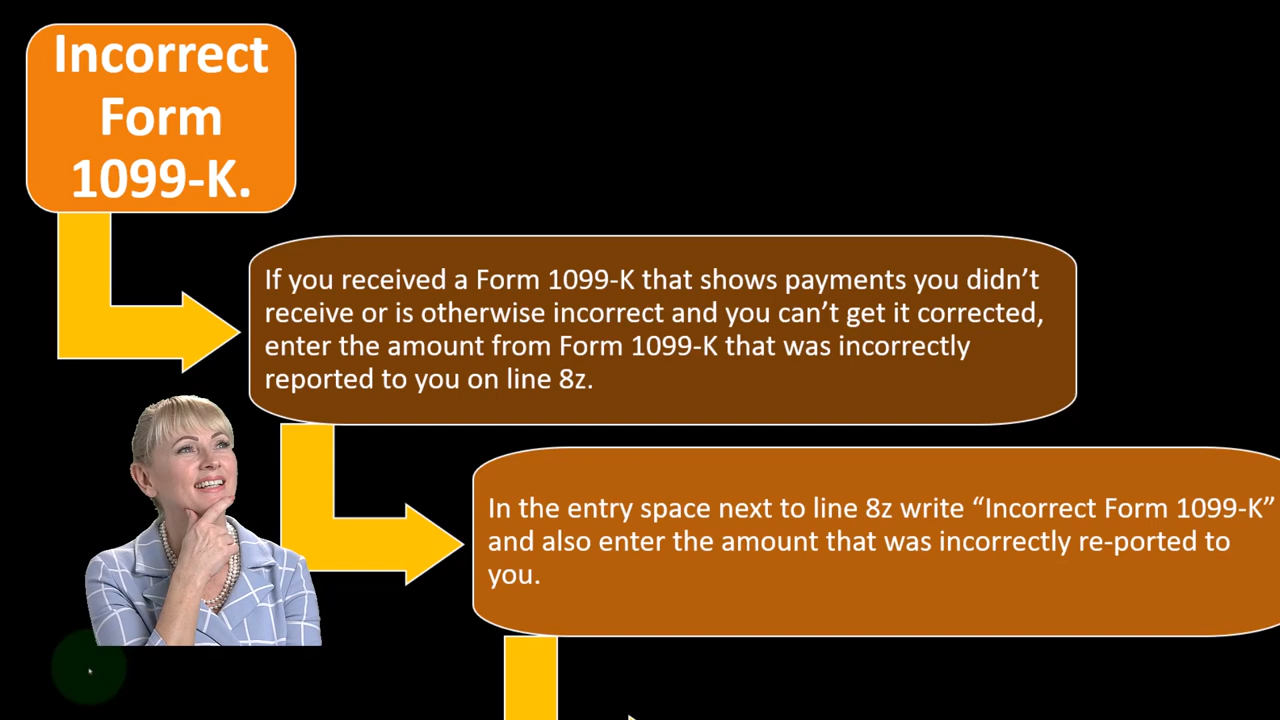 Incorrect
Form
1099-K.
If you received a Form 1099-K that shows payments you didn’t
receive or is otherwise incorrect and you can’t get it corrected,
enter the amount from Form 1099-K that was incorrectly
reported to you on line 8z.
In the entry space next to line 8z write “Incorrect Form 1099-K”
and also enter the amount that was incorrectly re-ported to
you.